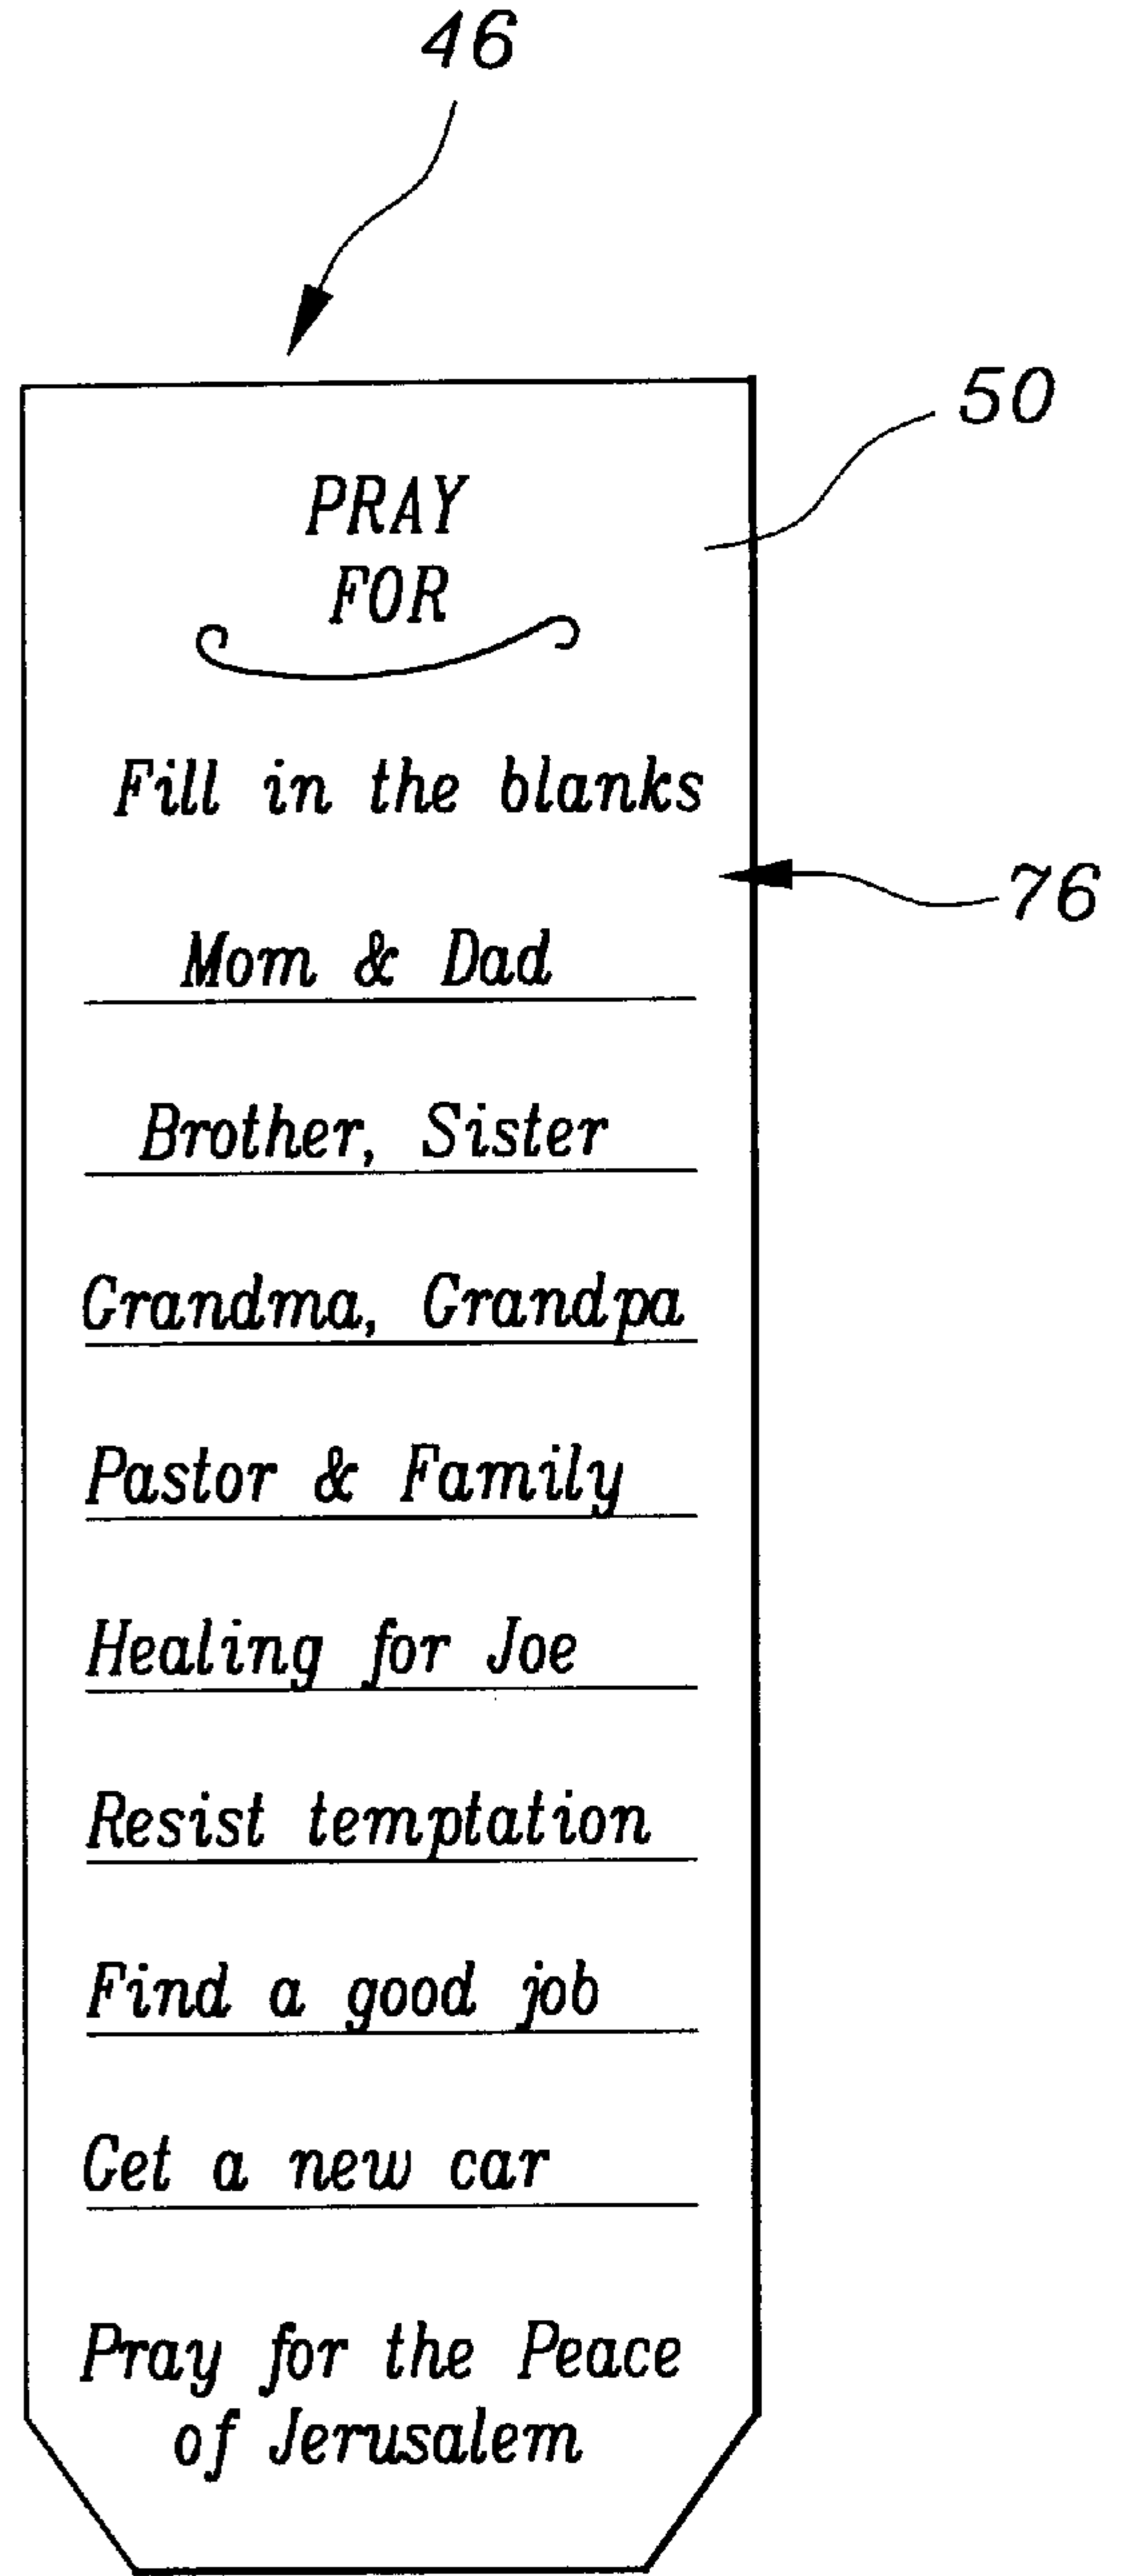 46
50
PRAY
FOR
Fill in the blanks
76
Mom & Dad
Brother, Sister
Grandma, Grandpa
Pastor & Family
Healing for Joe
Resist temptation
Find a good job
Get a new car
Pray for the Peace
of Jerusalem